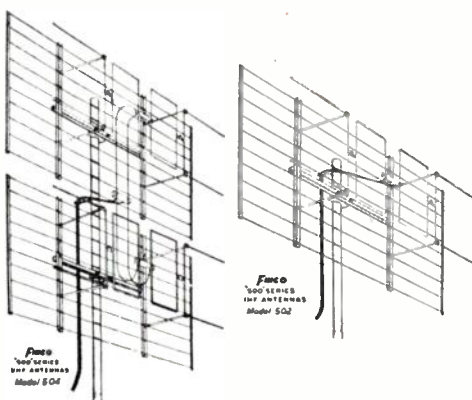 Finco
'500' SERIES
UHF ANTENNAS
Model 504
Finco
'500' SERIES
UHF ANTENNAS
Model 502